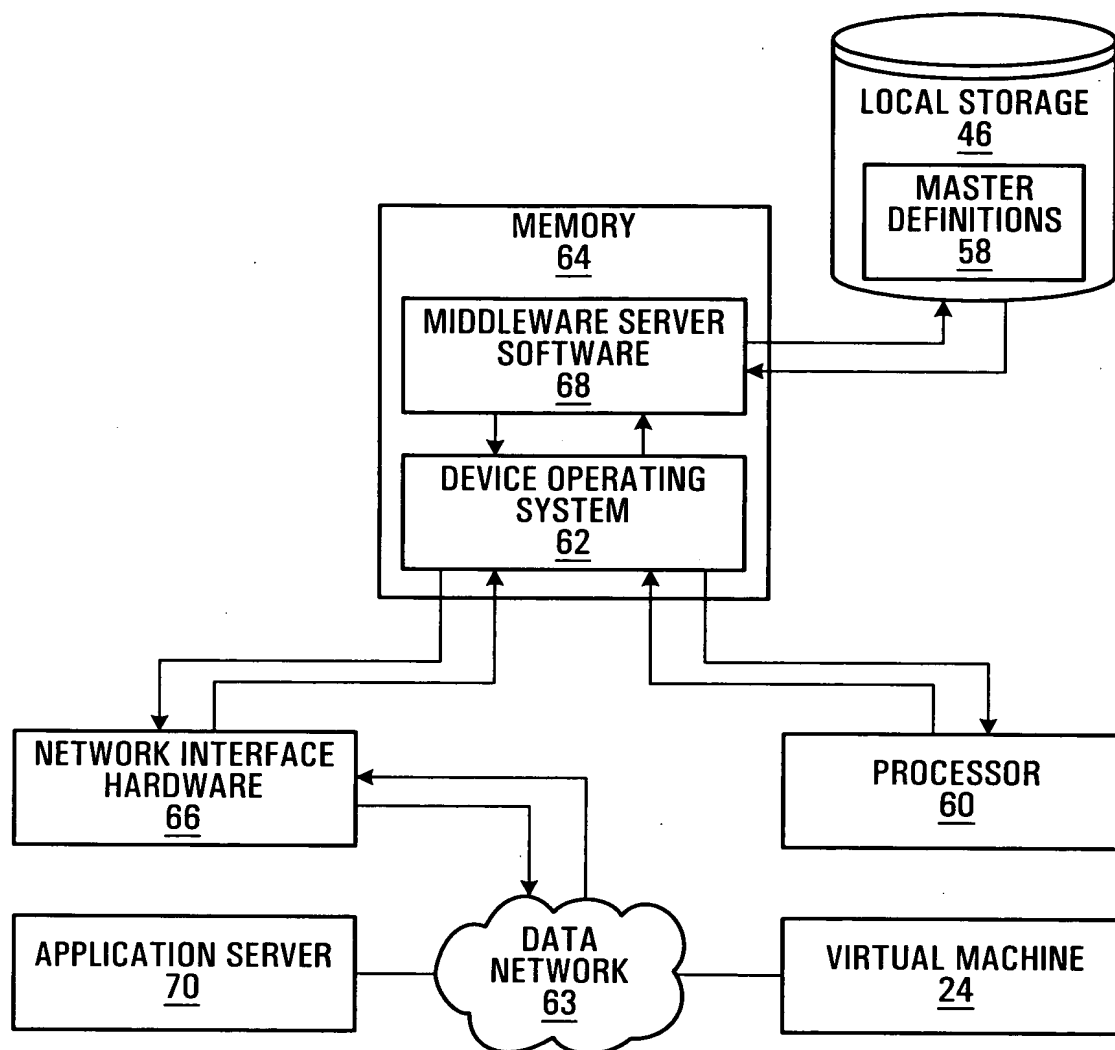 LOCAL STORAGE
46
MASTER
DEFINITIONS
58
MEMORY
64
MIDDLEWARE SERVER
SOFTWARE
68
DEVICE OPERATING
SYSTEM
62
NETWORK INTERFACE
HARDWARE
66
PROCESSOR
60
APPLICATION SERVER
70
DATA
NETWORK
63
VIRTUAL MACHINE
24